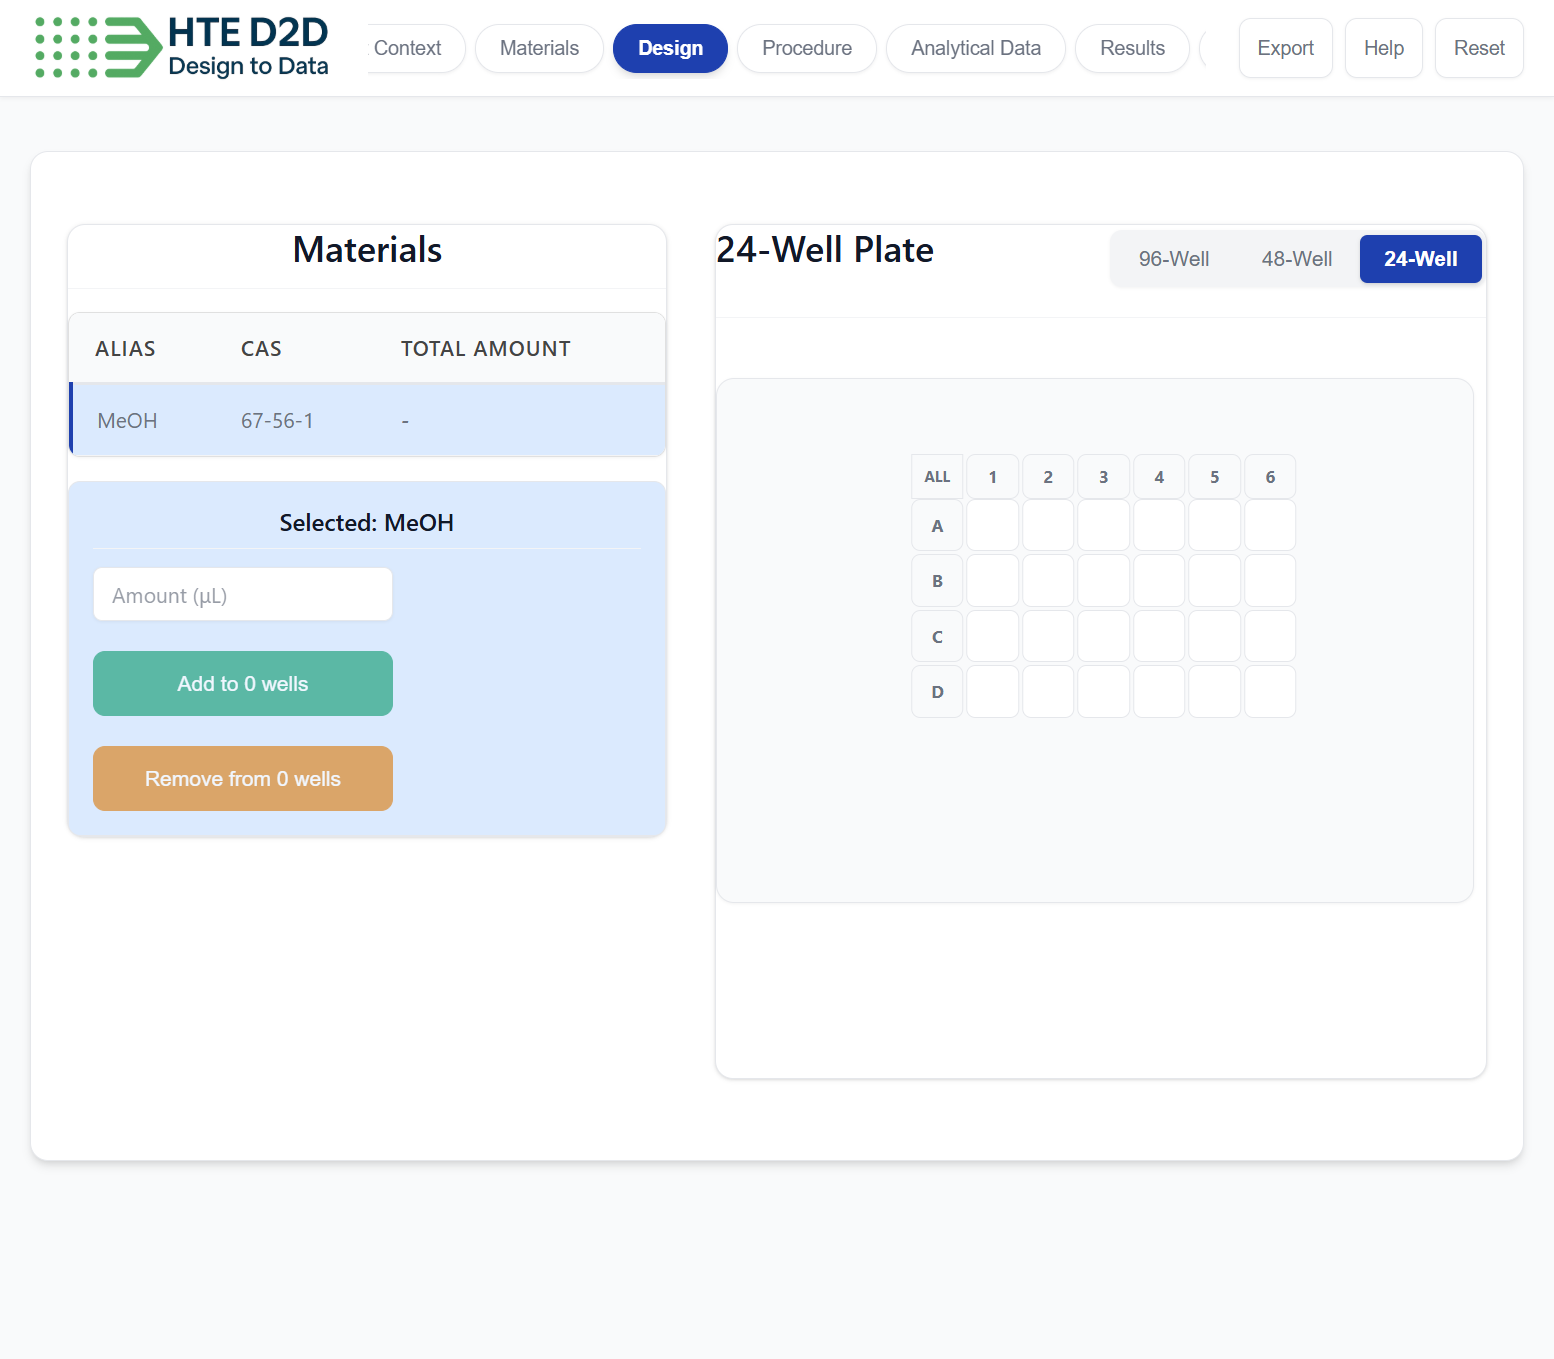 HTE D2D
Design to Data
Context
Materials
Design
Procedure
Analytical Data
Results
Export
Help
Reset
Materials
ALIAS CAS TOTAL AMOUNT
MeOH 67-56-1 -
Selected: MeOH
Amount (µL)
Add to 0 wells
Remove from 0 wells
24-Well Plate
96-Well 48-Well 24-Well
ALL 1 2 3 4 5 6
A
B
C
D